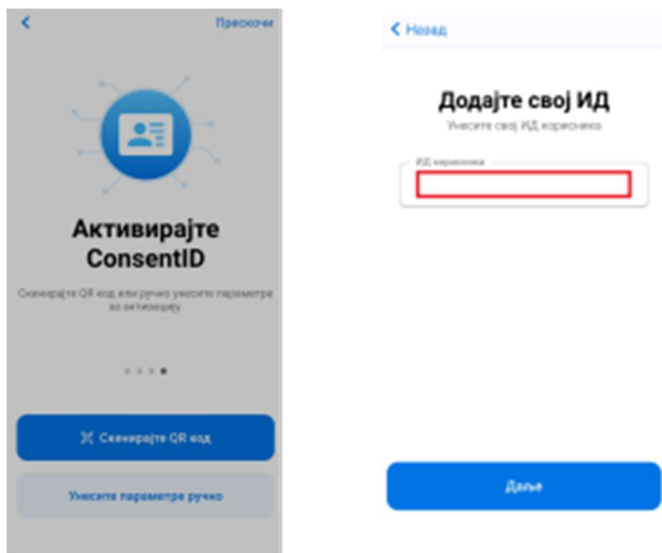 Прескочи
Активирајте
ConsentID
Скенирајте QR код или ручно унесите параметре
за активацију
Скенирајте QR код
Унесите параметре ручно
Назад
Додајте свој ИД
Унесите свој ИД корисника
ИД корисника
Даље